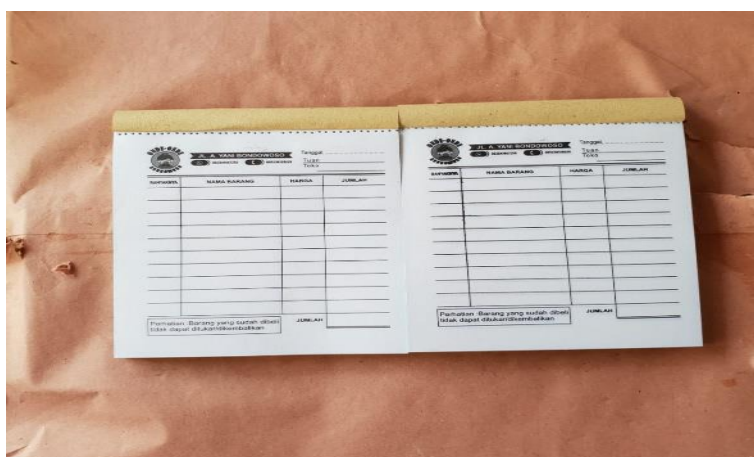 JL. A. YANI BONDOWOSO
Tanggal
Tuan
Toko
NAMA BARANG HARGA JUMLAH
JUMLAH
Perhatian :Barang yang sudah dibeli
tidak dapat ditukar/dikembalikan
JL. A. YANI BONDOWOSO
Tanggal
Tuan
Toko
NAMA BARANG HARGA JUMLAH
JUMLAH
Perhatian :Barang yang sudah dibeli
tidak dapat ditukar/dikembalikan